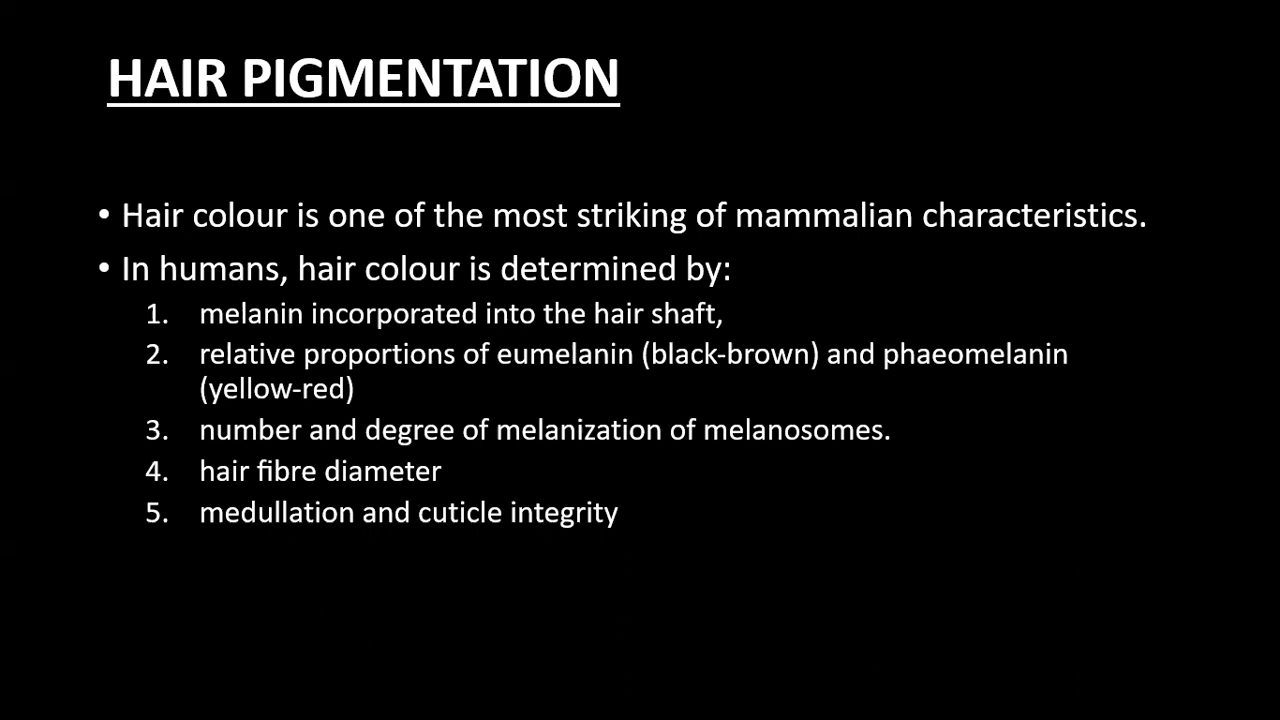 HAIR PIGMENTATION
• Hair colour is one of the most striking of mammalian characteristics.
• In humans, hair colour is determined by:
1. melanin incorporated into the hair shaft,
2. relative proportions of eumelanin (black-brown) and phaeomelanin
(yellow-red)
3. number and degree of melanization of melanosomes.
4. hair fibre diameter
5. medullation and cuticle integrity